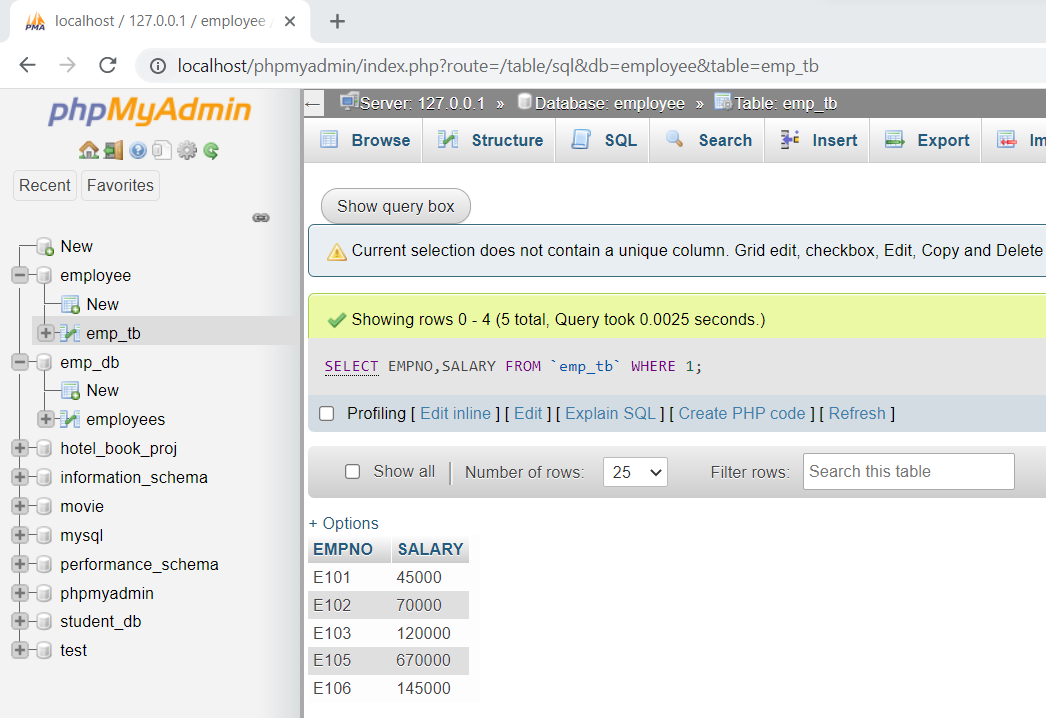 localhost / 127.0.0.1 / employee /
localhost/phpmyadmin/index.php?route=/table/sql&db=employee&table=emp_tb
phpMyAdmin
Recent Favorites
New
employee
New
emp_tb
emp_db
New
employees
hotel_book_proj
information_schema
movie
mysql
performance_schema
phpmyadmin
student_db
test
Server: 127.0.0.1 » Database: employee » Table: emp_tb
Browse Structure SQL Search Insert Export Im
Show query box
Current selection does not contain a unique column. Grid edit, checkbox, Edit, Copy and Delete
Showing rows 0 - 4 (5 total, Query took 0.0025 seconds.)
SELECT EMPNO,SALARY FROM `emp_tb` WHERE 1;
Profiling [ Edit inline ] [ Edit ] [ Explain SQL ] [ Create PHP code ] [ Refresh ]
Show all | Number of rows: 25 Filter rows: Search this table
+ Options
EMPNO SALARY
E101 45000
E102 70000
E103 120000
E105 670000
E106 145000